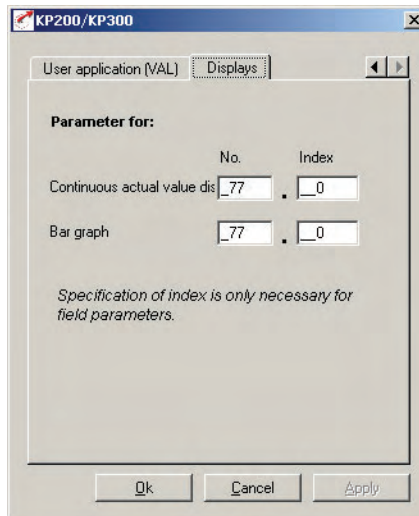 KP200/KP300
User application (VAL) Displays
Parameter for:
No. Index
Continuous actual value dis _77 . __0
Bar graph _77 . __0
Specification of index is only necessary for
field parameters.
Ok Cancel Apply